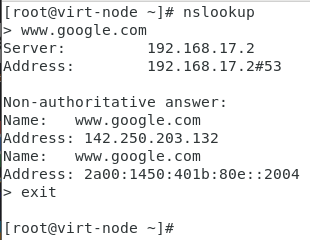 [root@virt-node ~]# nslookup
> www.google.com
Server:         192.168.17.2
Address:        192.168.17.2#53

Non-authoritative answer:
Name:   www.google.com
Address: 142.250.203.132
Name:   www.google.com
Address: 2a00:1450:401b:80e::2004
> exit

[root@virt-node ~]#